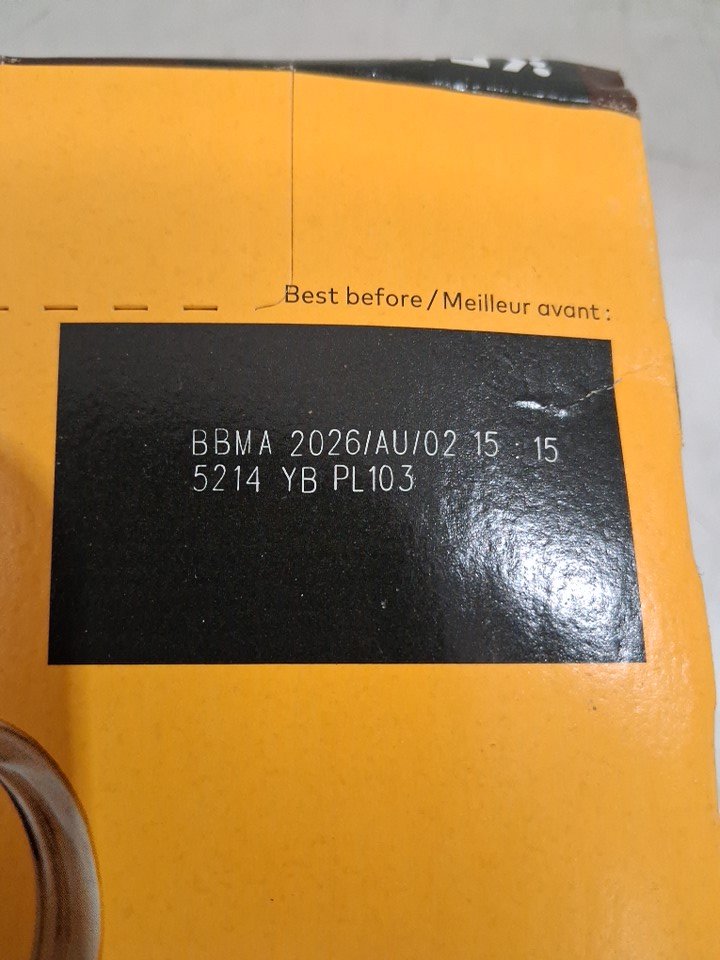 Best before / Meilleur avant :
BBMA 2026/AU/02 15 : 15
5214 YB PL103